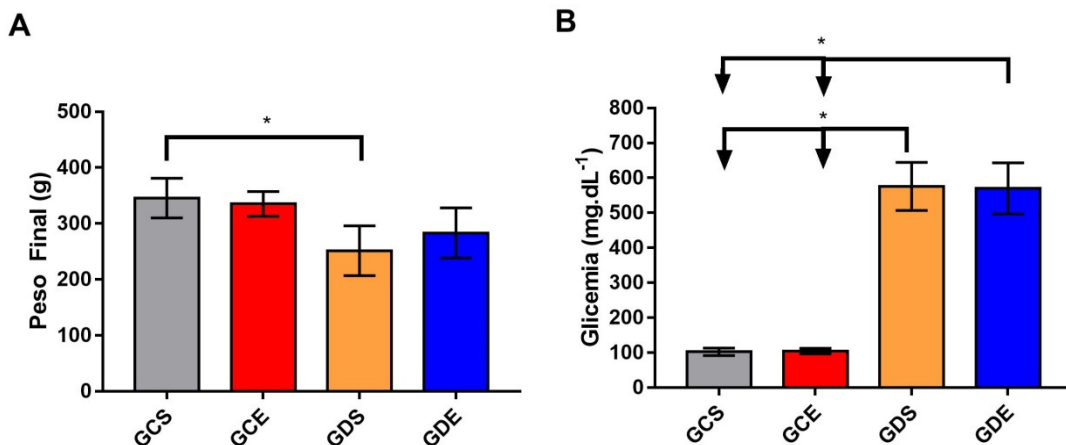 A
Peso Final (g)
500
400
300
200
100
0
*
GCS
GCE
GDS
GDE
B
Glicemia (mg.dL-1)
800
700
600
500
400
300
200
100
0
*
*
GCS
GCE
GDS
GDE